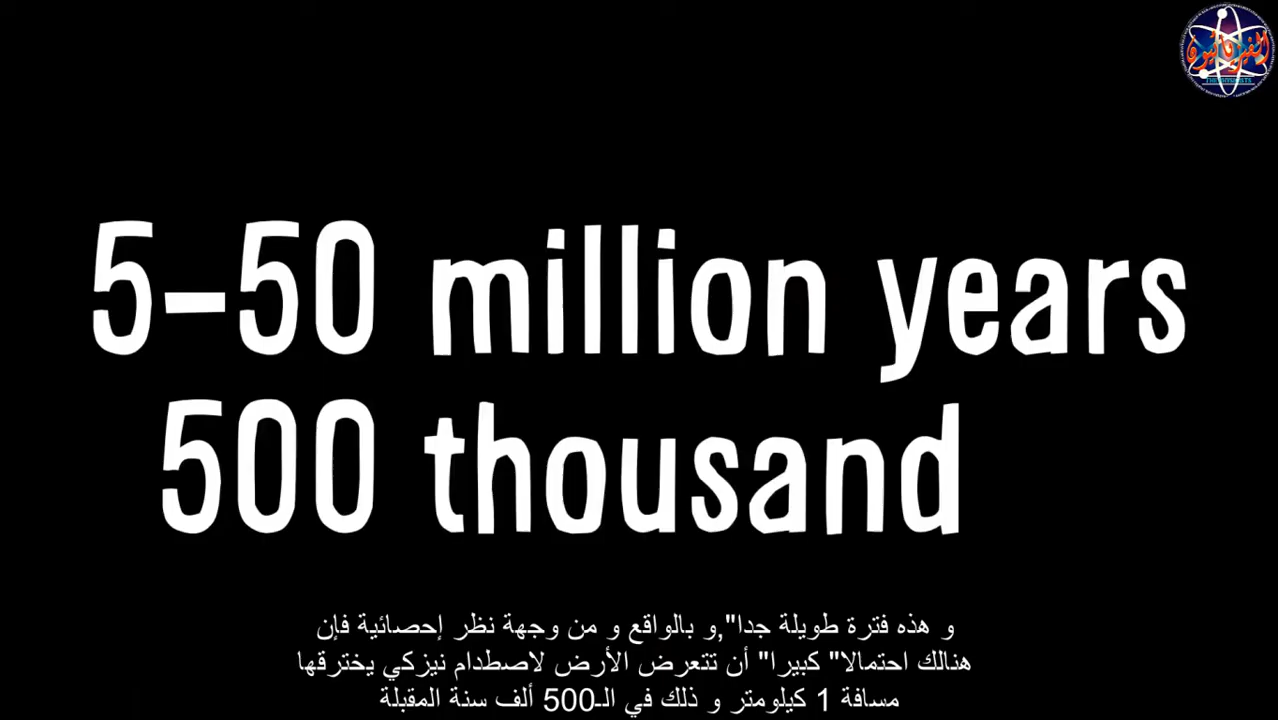 الفيزيائيون
5-50 million years
500 thousand
و هذه فترة طويلة جدا",و بالواقع و من وجهة نظر إحصائية فإن
هنالك احتمالا" كبيرا" أن تتعرض الأرض لاصطدام نيزكي يخترقها
مسافة 1 كيلومتر و ذلك في الـ500 ألف سنة المقبلة